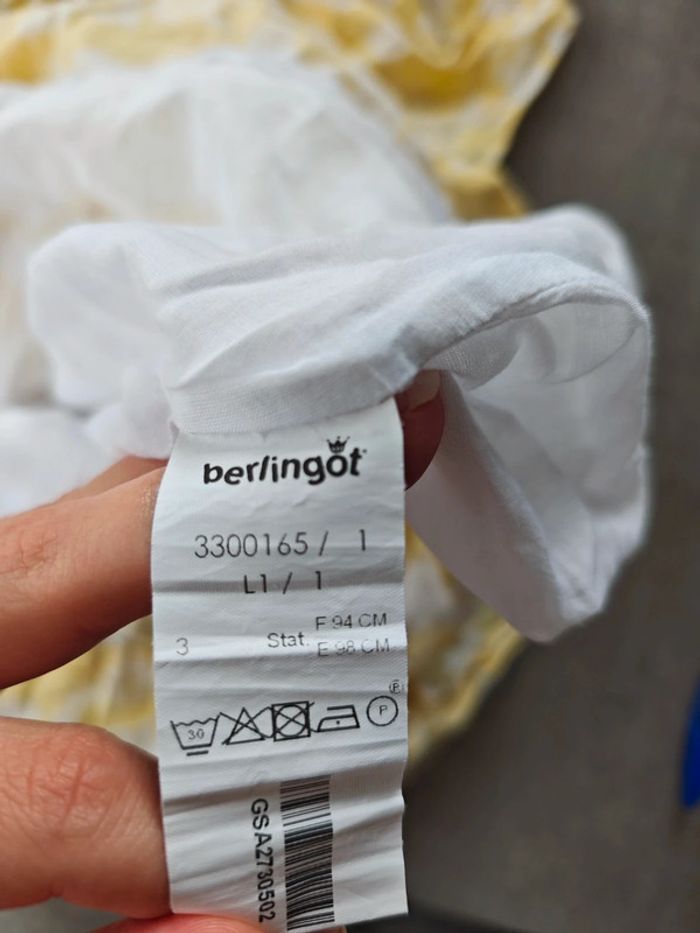 berlingot
3300165 / 1
L1 / 1
3 Stat. F 94 CM
E 98 CM
30 P ®
GSA2730502